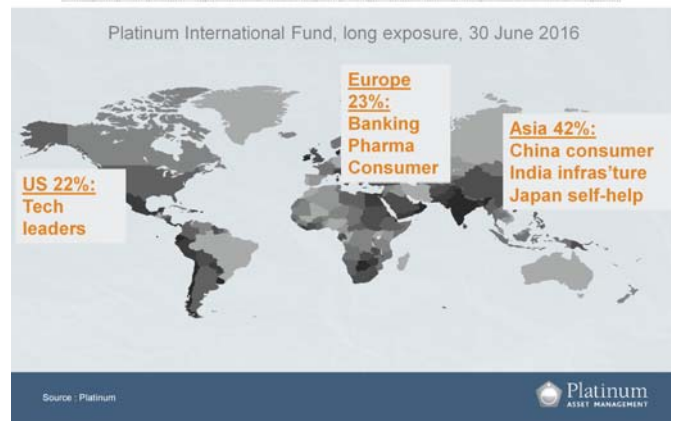 Platinum International Fund, long exposure, 30 June 2016
Europe
23%:
Banking
Pharma
Consumer
Asia 42%:
China consumer
India infras'ture
Japan self-help
US 22%:
Tech
leaders
Source : Platinum
Platinum
ASSET MANAGEMENT